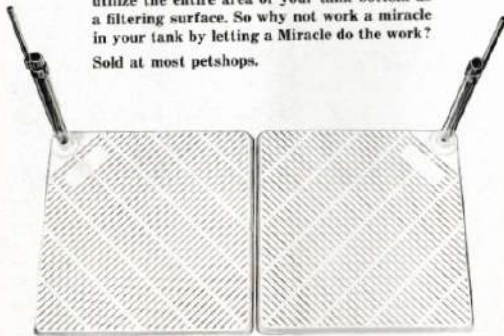 utilize the entire area of your tank bottom as
a filtering surface. So why not work a miracle
in your tank by letting a Miracle do the work?
Sold at most petshops.